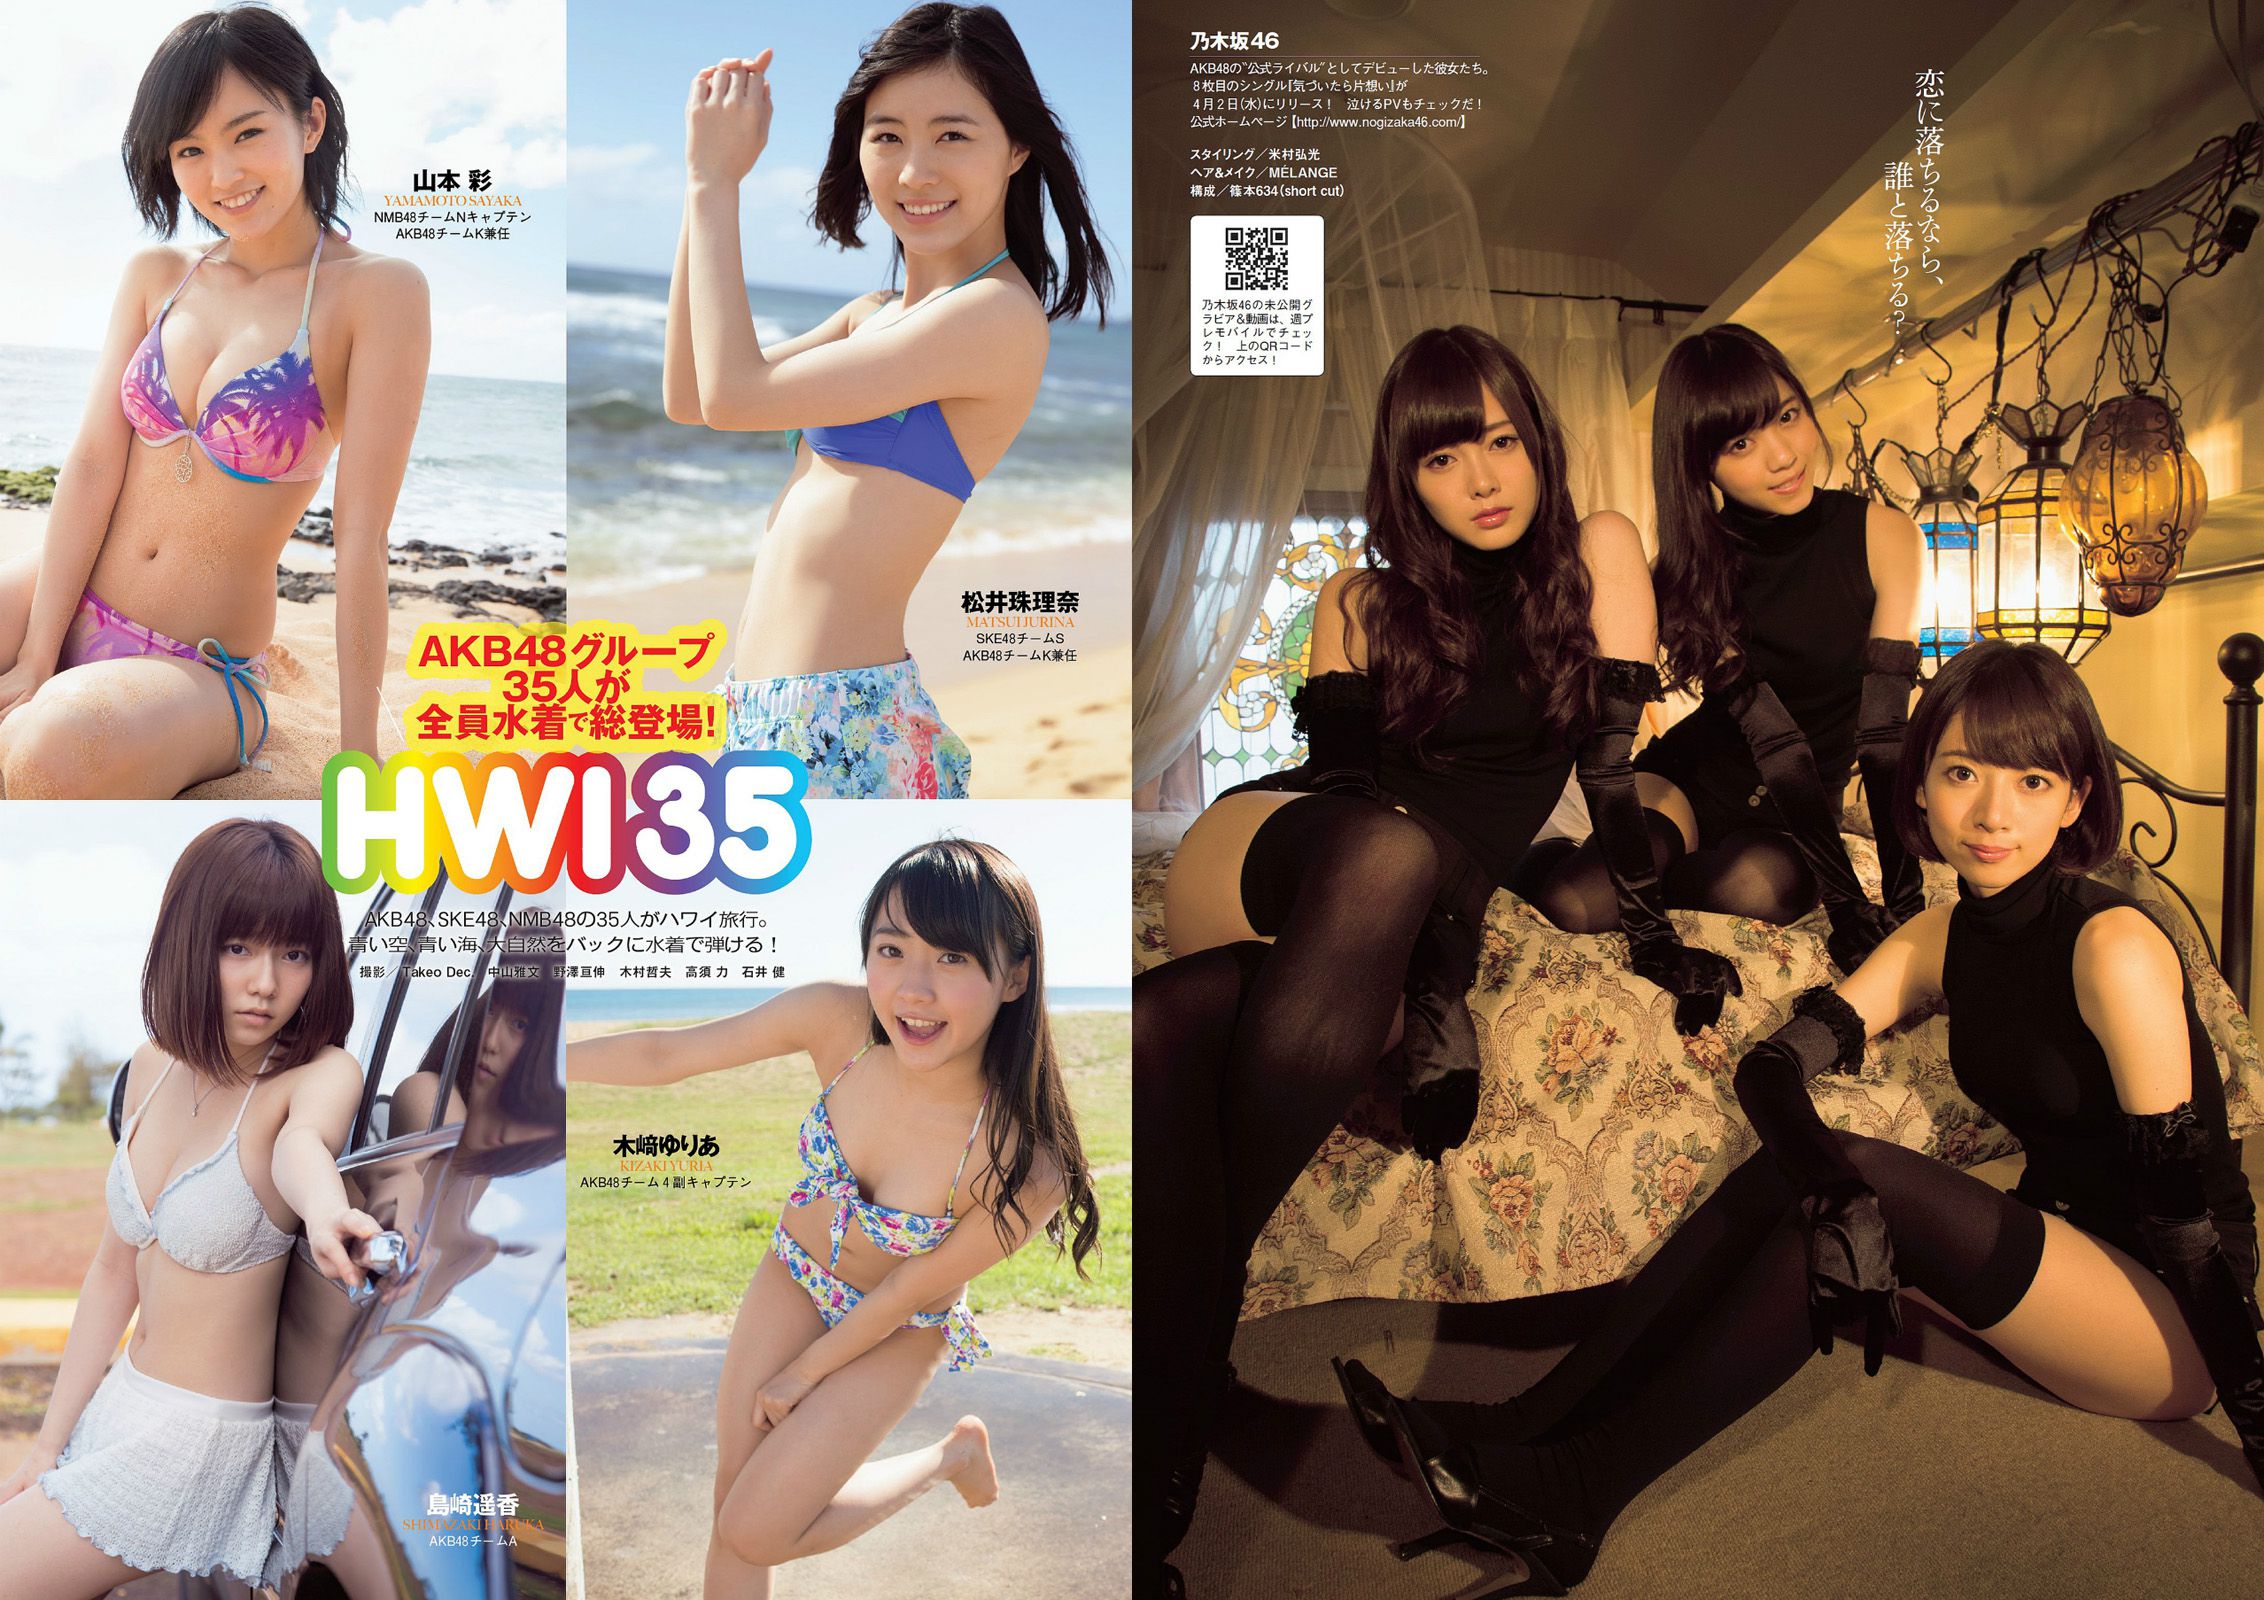 山本 彩
YAMAMOTO SAYAKA
NMB48チームNキャプテン
AKB48チームK兼任
松井珠理奈
MATSUI JURINA
SKE48チームS
AKB48チームK兼任
AKB48グループ
35人が
全員水着で総登場!
HWI35
AKB48、SKE48、NMB48の35人がハワイ旅行。
青い空、青い海、大自然をバックに水着で弾ける!
撮影/Takeo Dec. 中山雅文 野澤亘伸 木村哲夫 高須 力 石井 健
木﨑ゆりあ
KIZAKI YURIA
AKB48チーム4副キャプテン
島崎遥香
SHIMAZAKI HARUKA
AKB48チームA
乃木坂46
AKB48の“公式ライバル”としてデビューした彼女たち。
8枚目のシングル『気づいたら片想い』が
4月2日(水)にリリース! 泣けるPVもチェックだ!
公式ホームページ【http://www.nogizaka46.com/】
スタイリング/米村弘光
ヘア&メイク/MÉLANGE
構成/篠本634(short cut)
乃木坂46の未公開グ
ラビア&動画は、週プ
レモバイルでチェッ
ク! 上のQRコード
からアクセス!
恋に落ちるなら、
誰と落ちる?